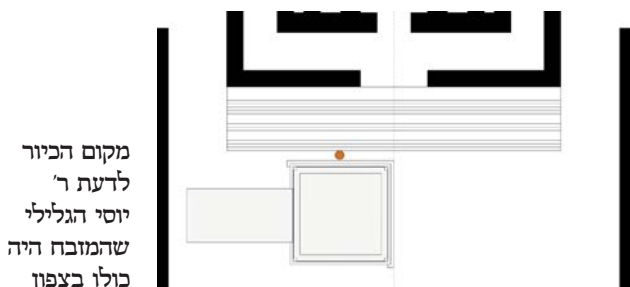 מקום הכיור
לדעת ר'
יוסי הגלילי
שהמזבח היה
כולו בצפון